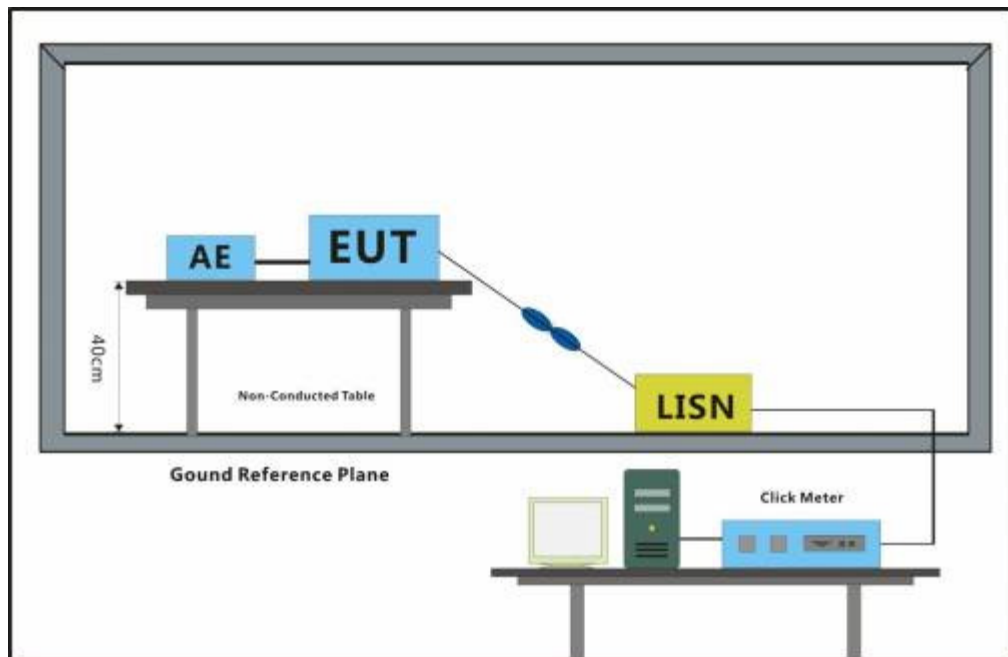 AE
EUT
40cm
Non-Conducted Table
LISN
Gound Reference Plane
Click Meter